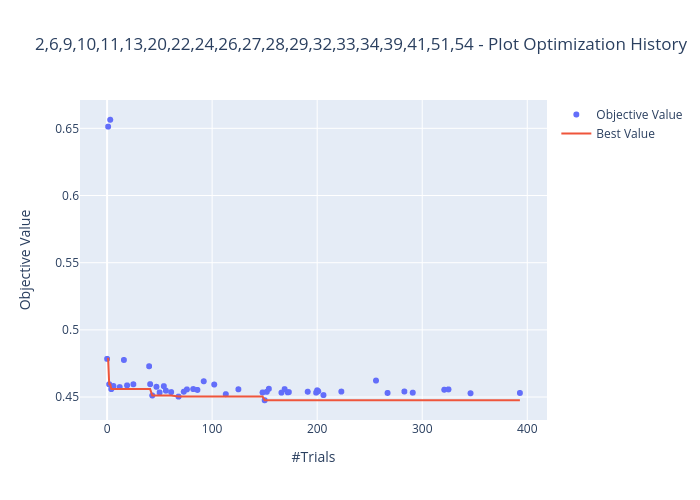 2,6,9,10,11,13,20,22,24,26,27,28,29,32,33,34,39,41,51,54 - Plot Optimization History
Objective Value
Best Value
0.65
0.6
0.55
0.5
0.45
Objective Value
0
100
200
300
400
#Trials